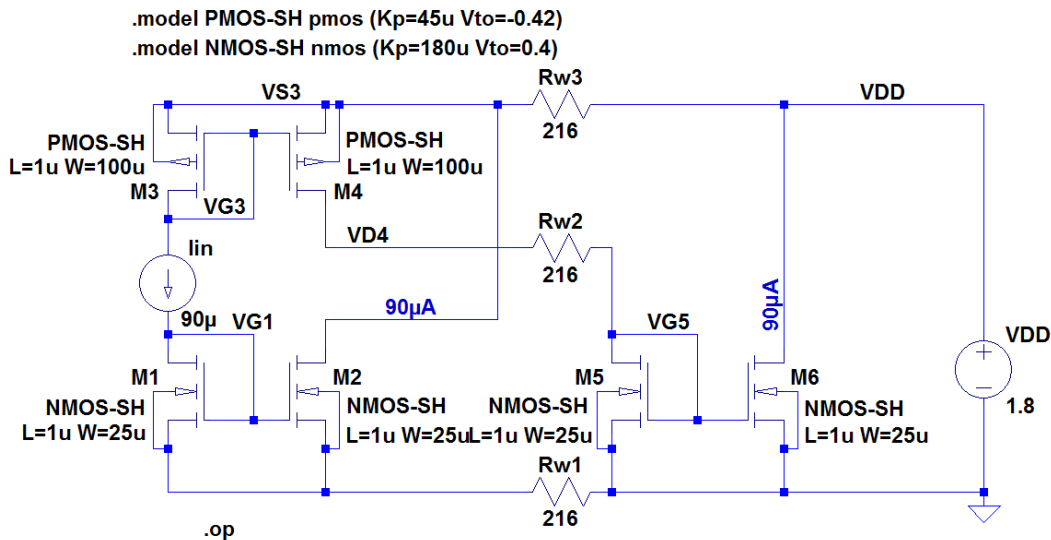 .model PMOS-SH pmos (Kp=45u Vto=-0.42)
.model NMOS-SH nmos (Kp=180u Vto=0.4)
Rw3
VS3
VDD
216
PMOS-SH
L=1u W=100u
M3
PMOS-SH
L=1u W=100u
M4
VG3
Rw2
VD4
216
Iin
90µ
90µA
90µA
VG1
VG5
VDD
1.8
M1
NMOS-SH
L=1u W=25u
M2
NMOS-SH
L=1u W=25u
M5
NMOS-SH
L=1u W=25u
M6
NMOS-SH
L=1u W=25u
Rw1
216
.op